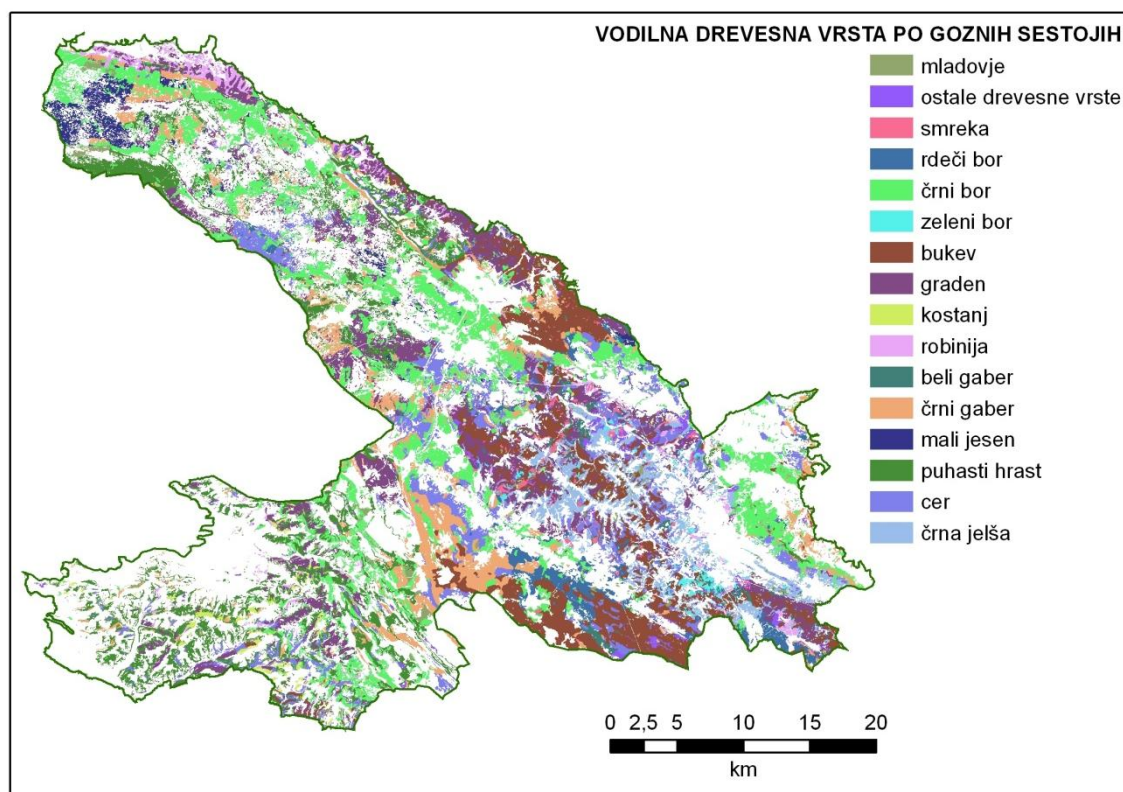 VODILNA DREVESNA VRSTA PO GOZNIH SESTOJIH
mladovje
ostale drevesne vrste
smreka
rdeči bor
črni bor
zeleni bor
bukev
graden
kostanj
robinija
beli gaber
črni gaber
mali jesen
puhasti hrast
cer
črna jelša
0 2,5 5 10 15 20
km